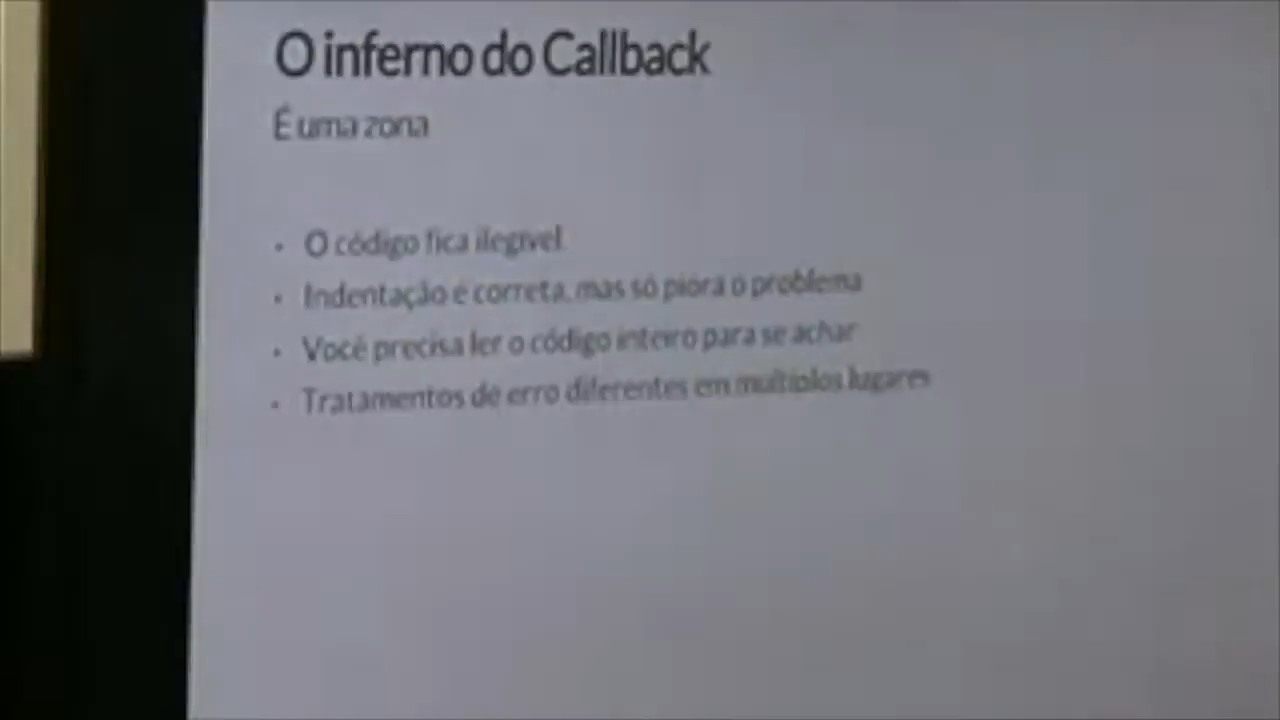 O inferno do Callback
É uma zona
• O código fica ilegível
• Indentação é correta, mas só piora o problema
• Você precisa ler o código inteiro para se achar
• Tratamentos de erro diferentes em múltiplos lugares